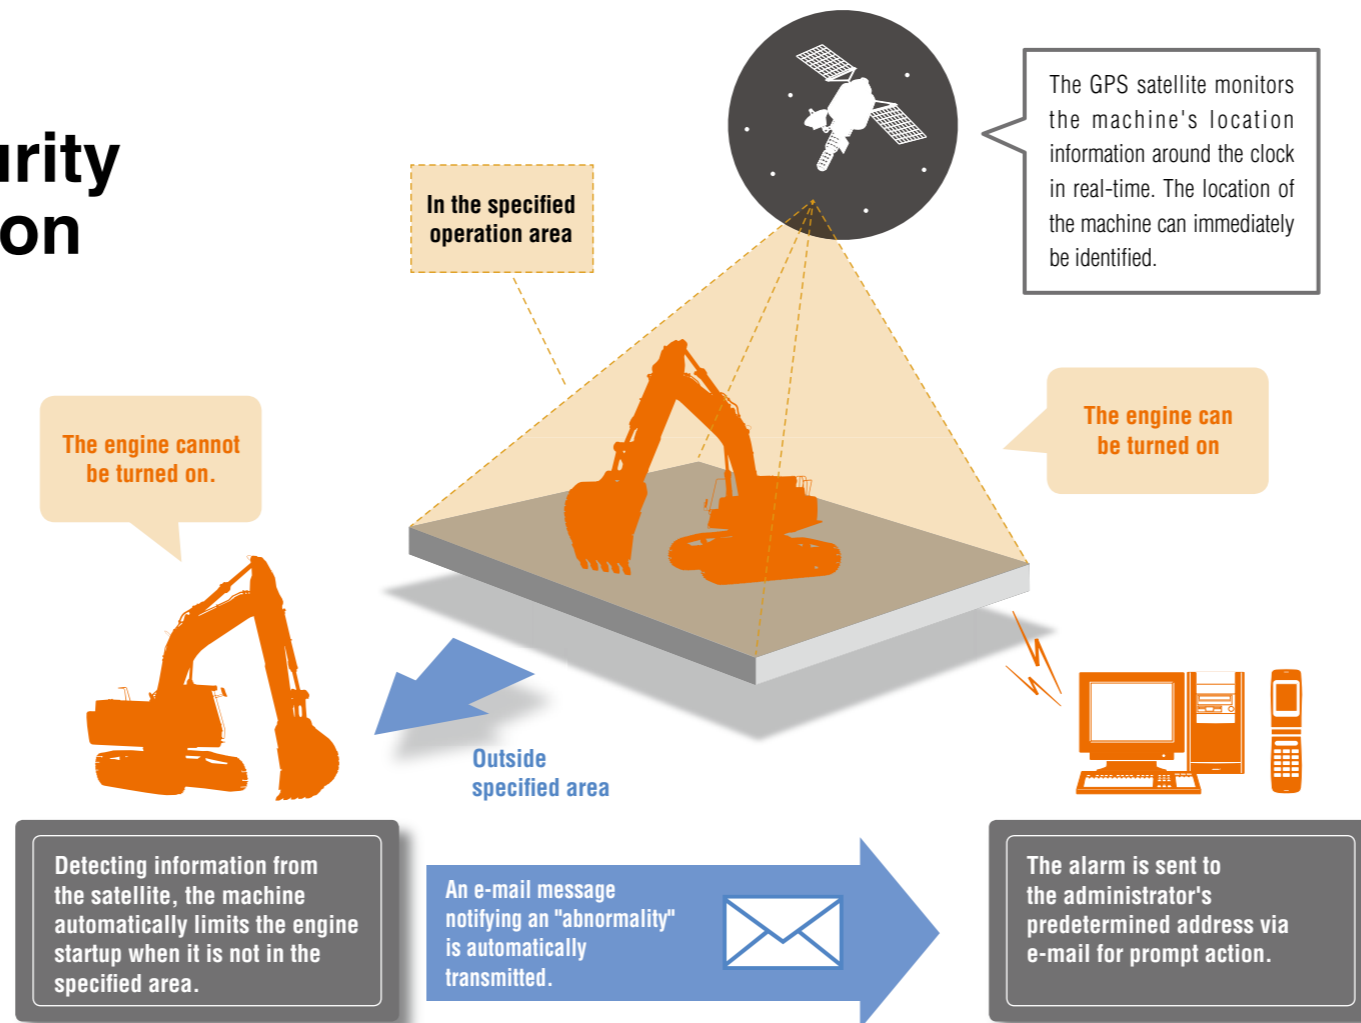 urity
on
The GPS satellite monitors
the machine's location
information around the clock
in real-time. The location of
the machine can immediately
be identified.
In the specified
operation area
The engine cannot
be turned on.
The engine can
be turned on
Outside
specified area
Detecting information from
the satellite, the machine
automatically limits the engine
startup when it is not in the
specified area.
An e-mail message
notifying an "abnormality"
is automatically
transmitted.
The alarm is sent to
the administrator's
predetermined address via
e-mail for prompt action.